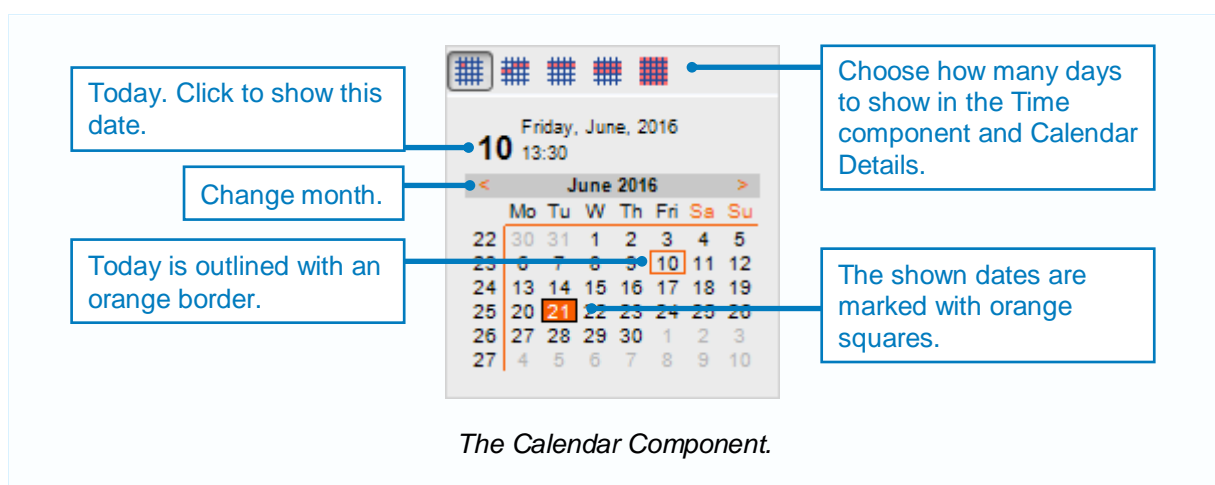 Today. Click to show this
date.
Choose how many days
to show in the Time
component and Calendar
Details.
Friday, June, 2016
10 13:30
Change month.
< June 2016 >
Mo Tu W Th Fri Sa Su
22 30 31 1 2 3 4 5
23 6 7 8 9 10 11 12
24 13 14 15 16 17 18 19
25 20 21 22 23 24 25 26
26 27 28 29 30 1 2 3
27 4 5 6 7 8 9 10
Today is outlined with an
orange border.
The shown dates are
marked with orange
squares.
The Calendar Component.